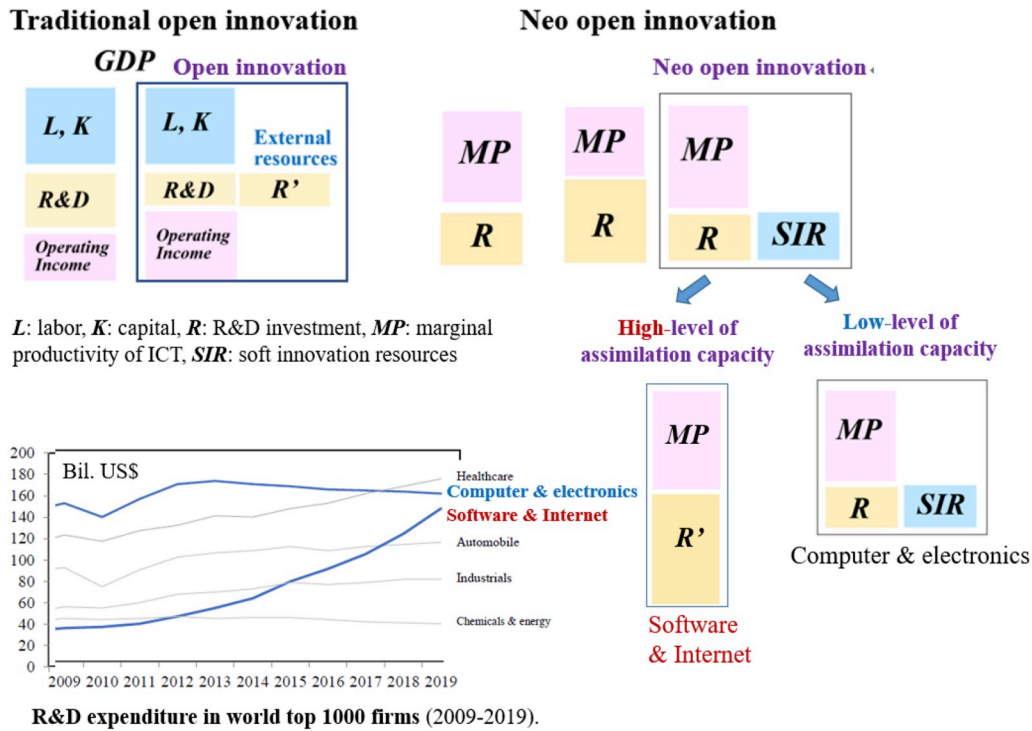 Traditional open innovation
GDP
Open innovation
L, K
R&D
Operating
Income
L, K
R&D
Operating
Income
External
resources
R’
Neo open innovation
Neo open innovation
MP
R
MP
R
MP
R
SIR
L: labor, K: capital, R: R&D investment, MP: marginal
productivity of ICT, SIR: soft innovation resources
High-level of
assimilation capacity
MP
R’
Software
& Internet
Low-level of
assimilation capacity
MP
R
SIR
Computer & electronics
Bil. US$
200
180
160
140
120
100
80
60
40
20
0
2009 2010 2011 2012 2013 2014 2015 2016 2017 2018 2019
Healthcare
Computer & electronics
Software & Internet
Automobile
Industrials
Chemicals & energy
R&D expenditure in world top 1000 firms (2009-2019).